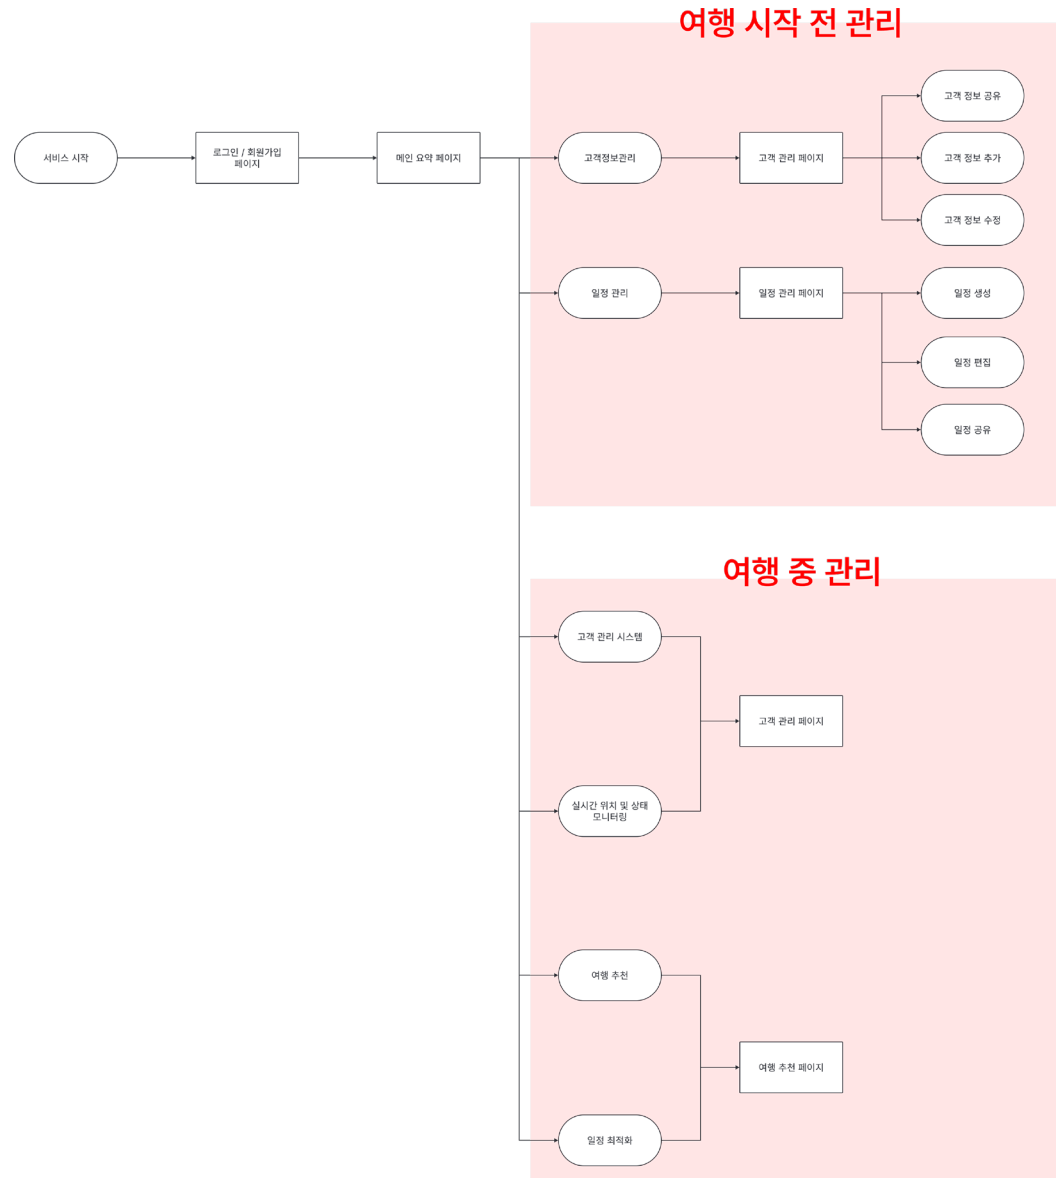 여행 시작 전 관리
서비스 시작
로그인 / 회원가입
페이지
메인 요약 페이지
고객정보관리
고객 관리 페이지
고객 정보 공유
고객 정보 추가
고객 정보 수정
일정 관리
일정 관리 페이지
일정 생성
일정 편집
일정 공유
여행 중 관리
고객 관리 시스템
고객 관리 페이지
실시간 위치 및 상태
모니터링
여행 추천
여행 추천 페이지
일정 최적화